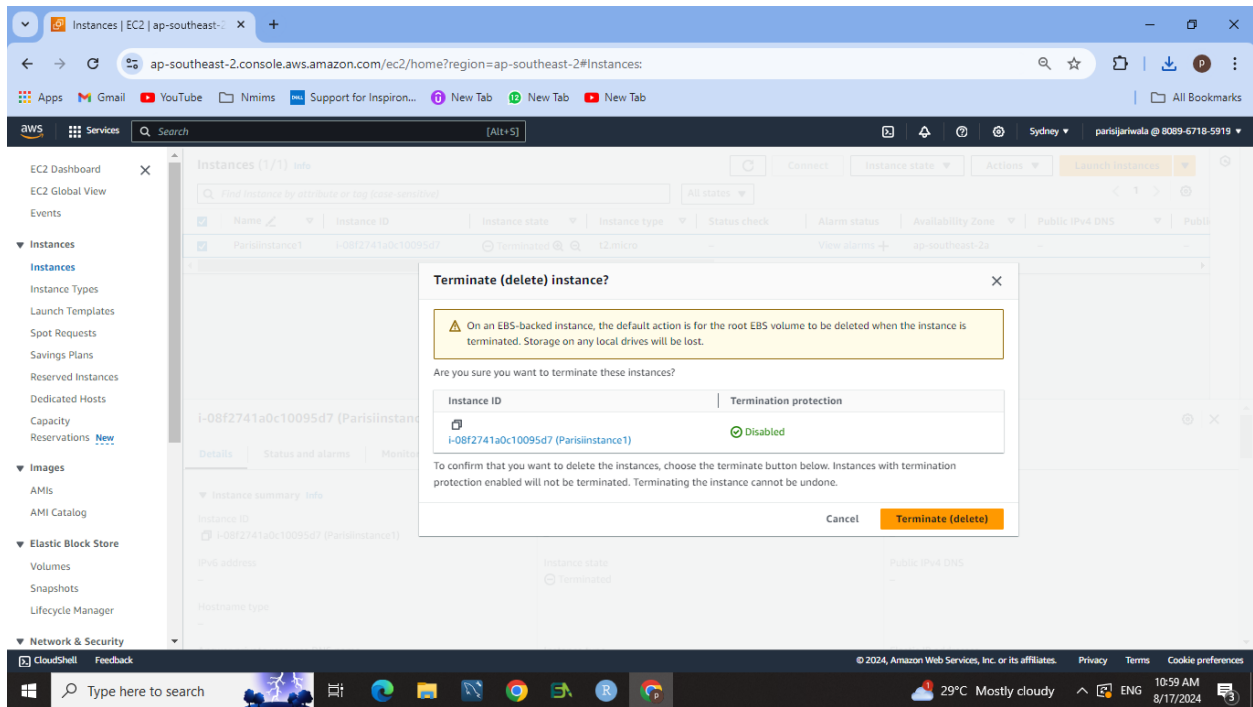 Instances | EC2 | ap-southeast-2
ap-southeast-2.console.aws.amazon.com/ec2/home?region=ap-southeast-2#Instances:
P
Apps Gmail YouTube Nmims Support for Inspiron... New Tab New Tab New Tab All Bookmarks
aws Services Search [Alt+S] Sydney parisijariwala @ 8089-6718-5919
EC2 Dashboard
EC2 Global View
Events
Instances
Instances
Instance Types
Launch Templates
Spot Requests
Savings Plans
Reserved Instances
Dedicated Hosts
Capacity
Reservations New
Images
AMIs
AMI Catalog
Elastic Block Store
Volumes
Snapshots
Lifecycle Manager
Network & Security
Instances (1/1) Info
Connect Instance state Actions Launch instances
Find Instance by attribute or tag (case-sensitive) All states 1
Name Instance ID Instance state Instance type Status check Alarm status Availability Zone Public IPv4 DNS Publi
Parisiinstance1 i-08f2741a0c10095d7 Terminated t2.micro – View alarms + ap-southeast-2a – –
Terminate (delete) instance?
On an EBS-backed instance, the default action is for the root EBS volume to be deleted when the instance is
terminated. Storage on any local drives will be lost.
Are you sure you want to terminate these instances?
Instance ID Termination protection
i-08f2741a0c10095d7 (Parisiinstance1) Disabled
To confirm that you want to delete the instances, choose the terminate button below. Instances with termination
protection enabled will not be terminated. Terminating the instance cannot be undone.
Cancel Terminate (delete)
i-08f2741a0c10095d7 (Parisiinstanc
Details Status and alarms Monitor
Instance summary Info
Instance ID
i-08f2741a0c10095d7 (Parisiinstance1)
IPv6 address Instance state Public IPv4 DNS
– Terminated –
Hostname type
–
CloudShell Feedback © 2024, Amazon Web Services, Inc. or its affiliates. Privacy Terms Cookie preferences
Type here to search 1 29°C Mostly cloudy ENG 10:59 AM
8/17/2024 3